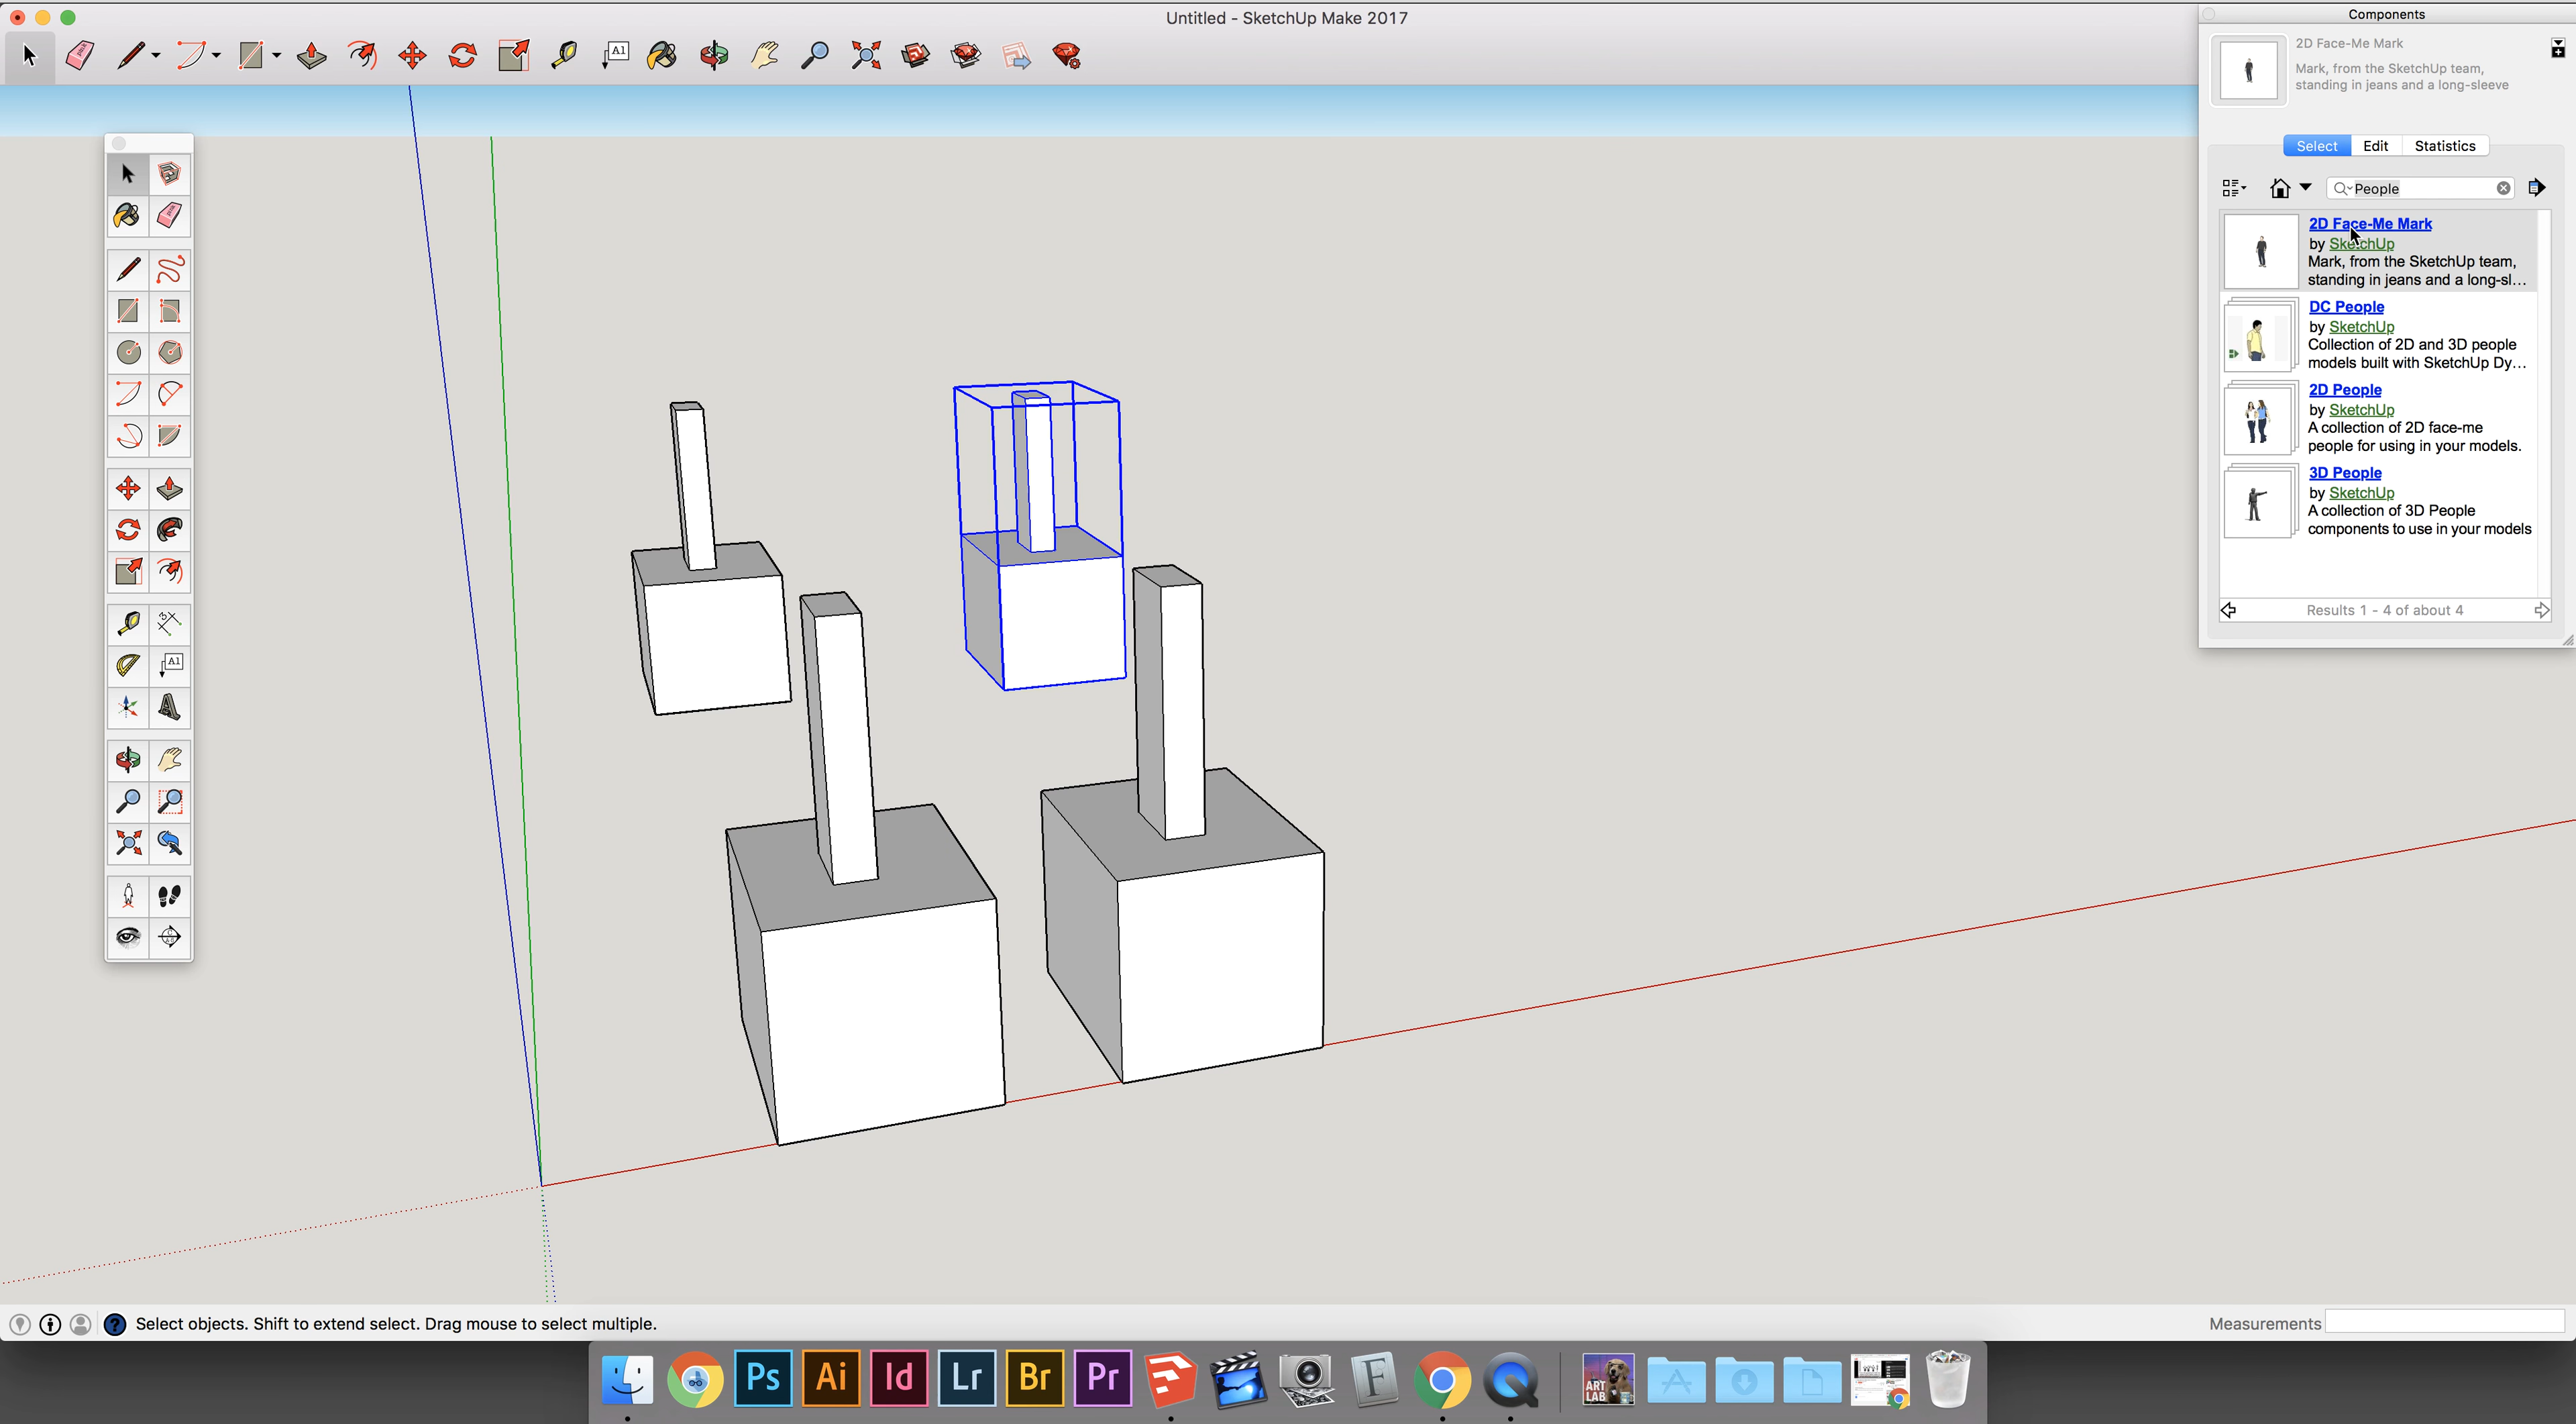 Untitled - SketchUp Make 2017
A1
A1
Components
2D Face-Me Mark
Mark, from the SketchUp team,
standing in jeans and a long-sleeve
Select Edit Statistics
People
2D Face-Me Mark
by SketchUp
Mark, from the SketchUp team,
standing in jeans and a long-sl...
DC People
by SketchUp
Collection of 2D and 3D people
models built with SketchUp Dy...
2D People
by SketchUp
A collection of 2D face-me
people for using in your models.
3D People
by SketchUp
A collection of 3D People
components to use in your models
Results 1 - 4 of about 4
Select objects. Shift to extend select. Drag mouse to select multiple.
Measurements
Ps Ai Id Lr Br Pr F
ART
LAB